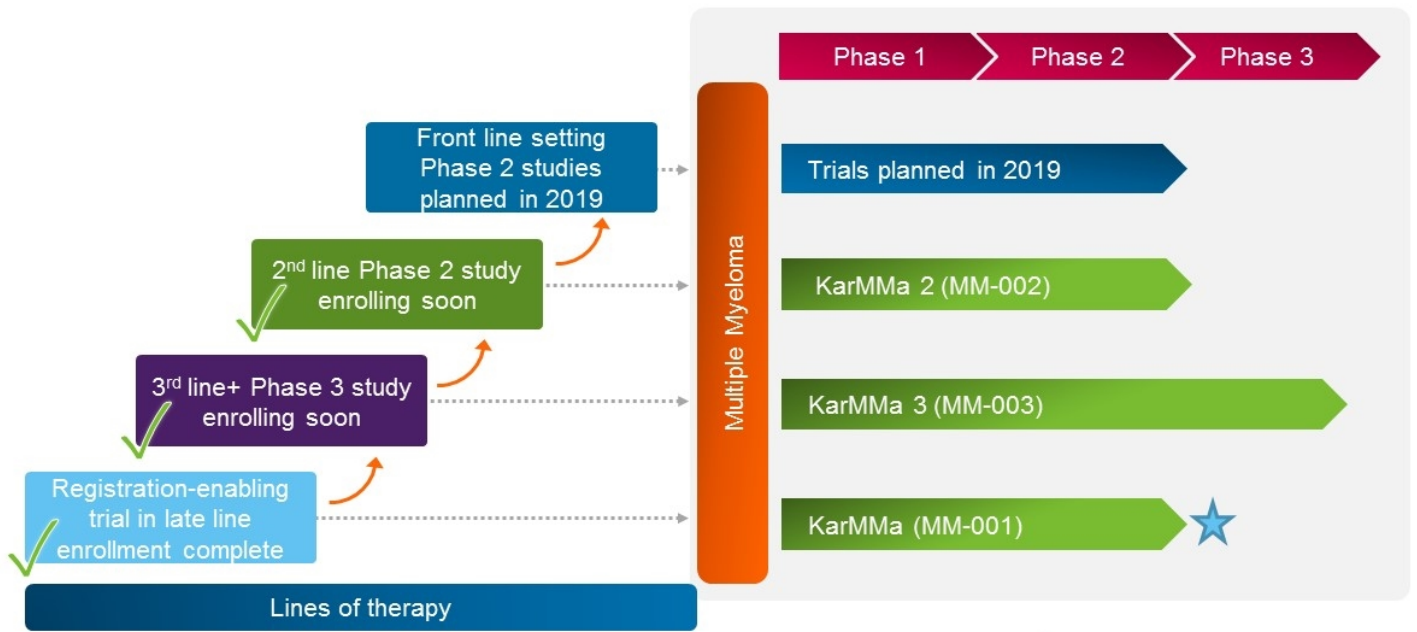 Phase 1
Phase 2
Phase 3
Front line setting
Phase 2 studies
planned in 2019
Trials planned in 2019
2nd line Phase 2 study
enrolling soon
KarMMa 2 (MM-002)
Multiple Myeloma
3rd line+ Phase 3 study
enrolling soon
KarMMa 3 (MM-003)
Registration-enabling
trial in late line
enrollment complete
KarMMa (MM-001)
Lines of therapy